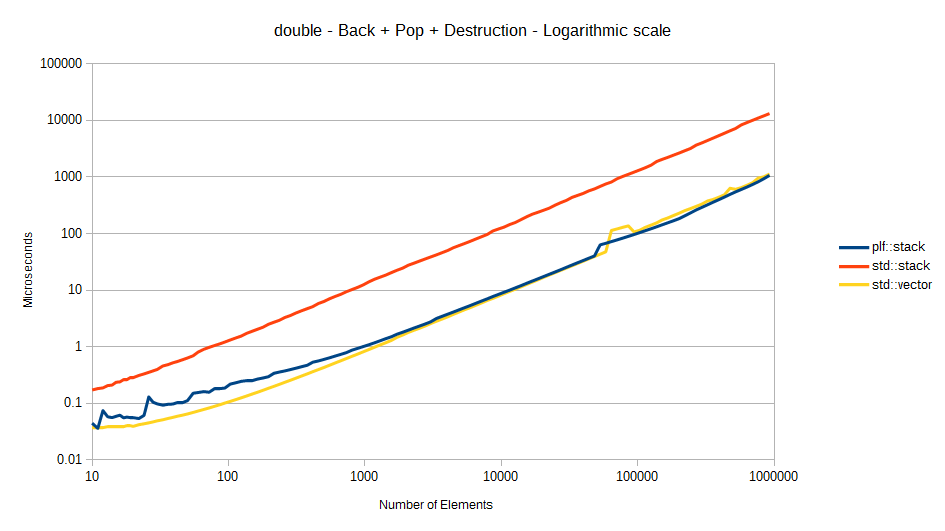 double - Back + Pop + Destruction - Logarithmic scale
100000
10000
1000
100
10
1
0.1
0.01
Microseconds
10 100 1000 10000 100000 1000000
Number of Elements
plf::stack
std::stack
std::vector